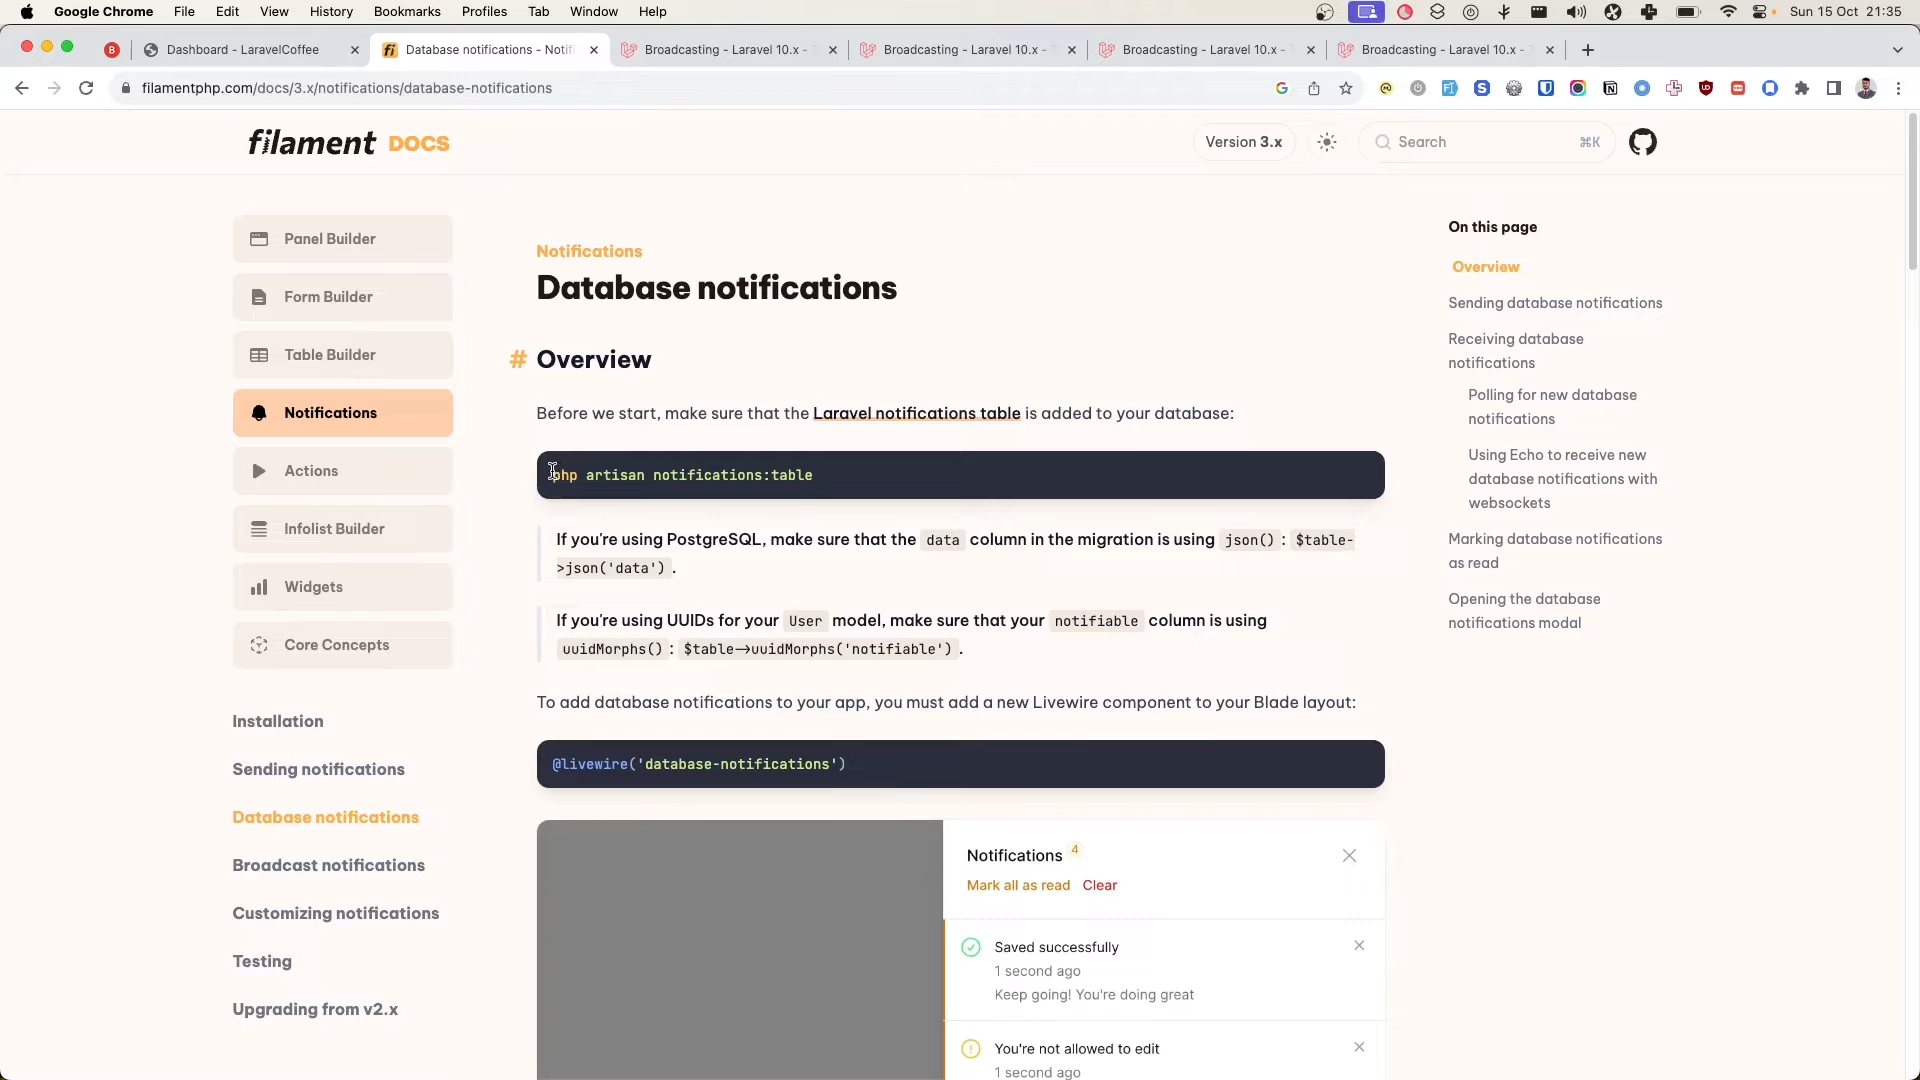 Google Chrome File Edit View History Bookmarks Profiles Tab Window Help Sun 15 Oct 21:35
B Dashboard - LaravelCoffee fi Database notifications - Notifi Broadcasting - Laravel 10.x - Broadcasting - Laravel 10.x - Broadcasting - Laravel 10.x - Broadcasting - Laravel 10.x -
filamentphp.com/docs/3.x/notifications/database-notifications
filament DOCS
Version 3.x
Search ⌘K
Panel Builder
Form Builder
Table Builder
Notifications
Actions
Infolist Builder
Widgets
Core Concepts
Installation
Sending notifications
Database notifications
Broadcast notifications
Customizing notifications
Testing
Upgrading from v2.x
Notifications
Database notifications
# Overview
Before we start, make sure that the Laravel notifications table is added to your database:
php artisan notifications:table
If you're using PostgreSQL, make sure that the data column in the migration is using json() : $table-
>json('data') .
If you're using UUIDs for your User model, make sure that your notifiable column is using
uuidMorphs() : $table->uuidMorphs('notifiable') .
To add database notifications to your app, you must add a new Livewire component to your Blade layout:
@livewire('database-notifications')
Notifications 4
Mark all as read Clear
Saved successfully
1 second ago
Keep going! You're doing great
You're not allowed to edit
1 second ago
On this page
Overview
Sending database notifications
Receiving database
notifications
Polling for new database
notifications
Using Echo to receive new
database notifications with
websockets
Marking database notifications
as read
Opening the database
notifications modal